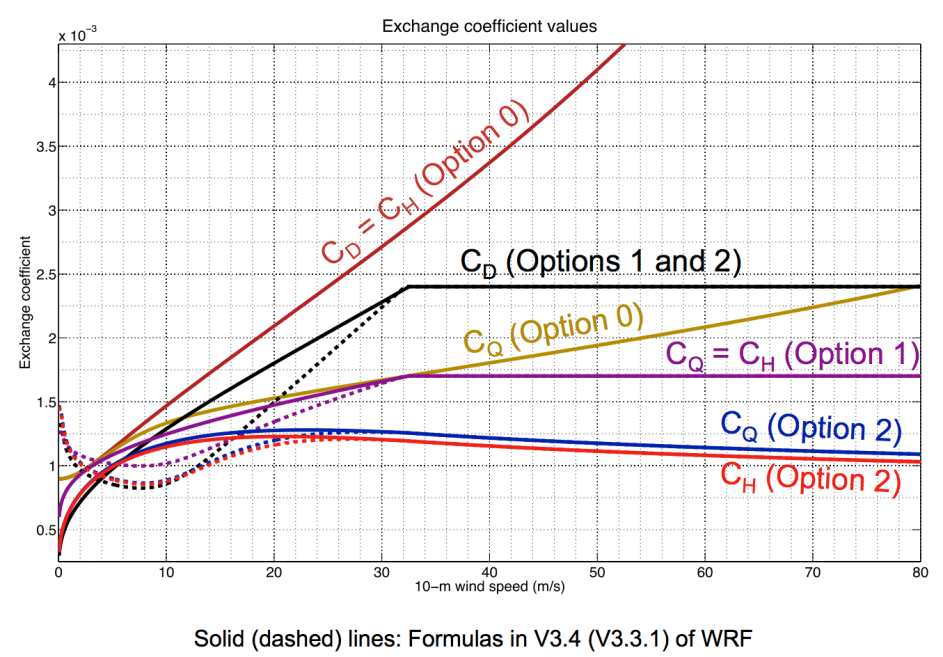 Exchange coefficient values
x 10⁻³
4
3.5
3
2.5
2
1.5
1
0.5
Exchange coefficient
C_D = C_H (Option 0)
C_D (Options 1 and 2)
C_Q (Option 0)
C_Q = C_H (Option 1)
C_Q (Option 2)
C_H (Option 2)
0 10 20 30 40 50 60 70 80
10−m wind speed (m/s)
Solid (dashed) lines: Formulas in V3.4 (V3.3.1) of WRF